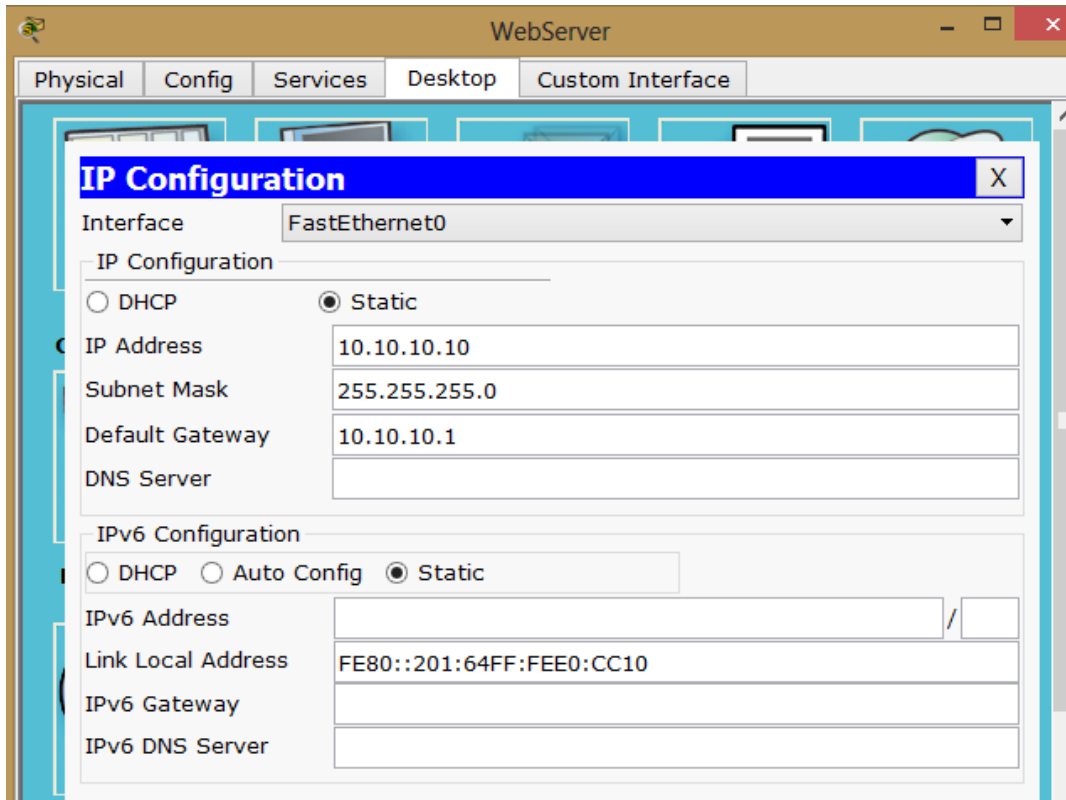 WebServer
Physical Config Services Desktop Custom Interface
IP Configuration X
Interface FastEthernet0
IP Configuration
DHCP Static
IP Address 10.10.10.10
Subnet Mask 255.255.255.0
Default Gateway 10.10.10.1
DNS Server
IPv6 Configuration
DHCP Auto Config Static
IPv6 Address /
Link Local Address FE80::201:64FF:FEE0:CC10
IPv6 Gateway
IPv6 DNS Server